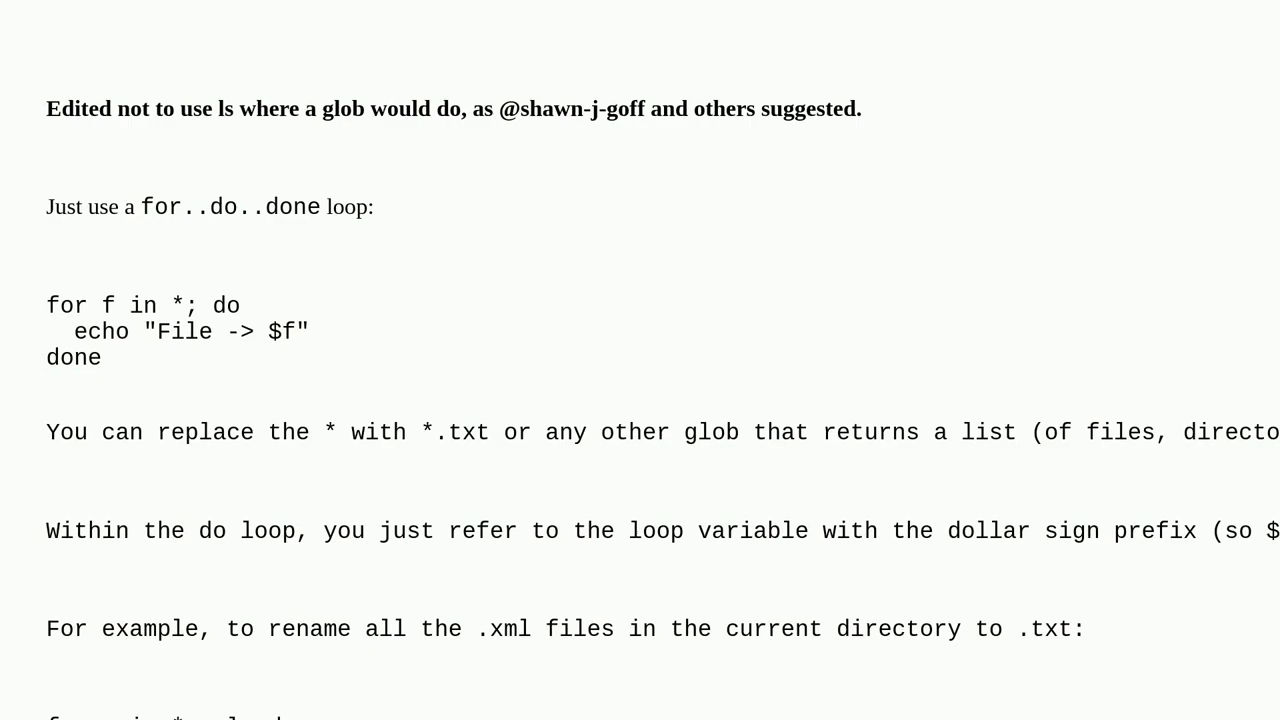 Edited not to use ls where a glob would do, as @shawn-j-goff and others suggested.
Just use a for..do..done loop:
for f in *; do
  echo "File -> $f"
done
You can replace the * with *.txt or any other glob that returns a list (of files,
Within the do loop, you just refer to the loop variable with the dollar sign prefix (so
For example, to rename all the .xml files in the current directory to .txt: